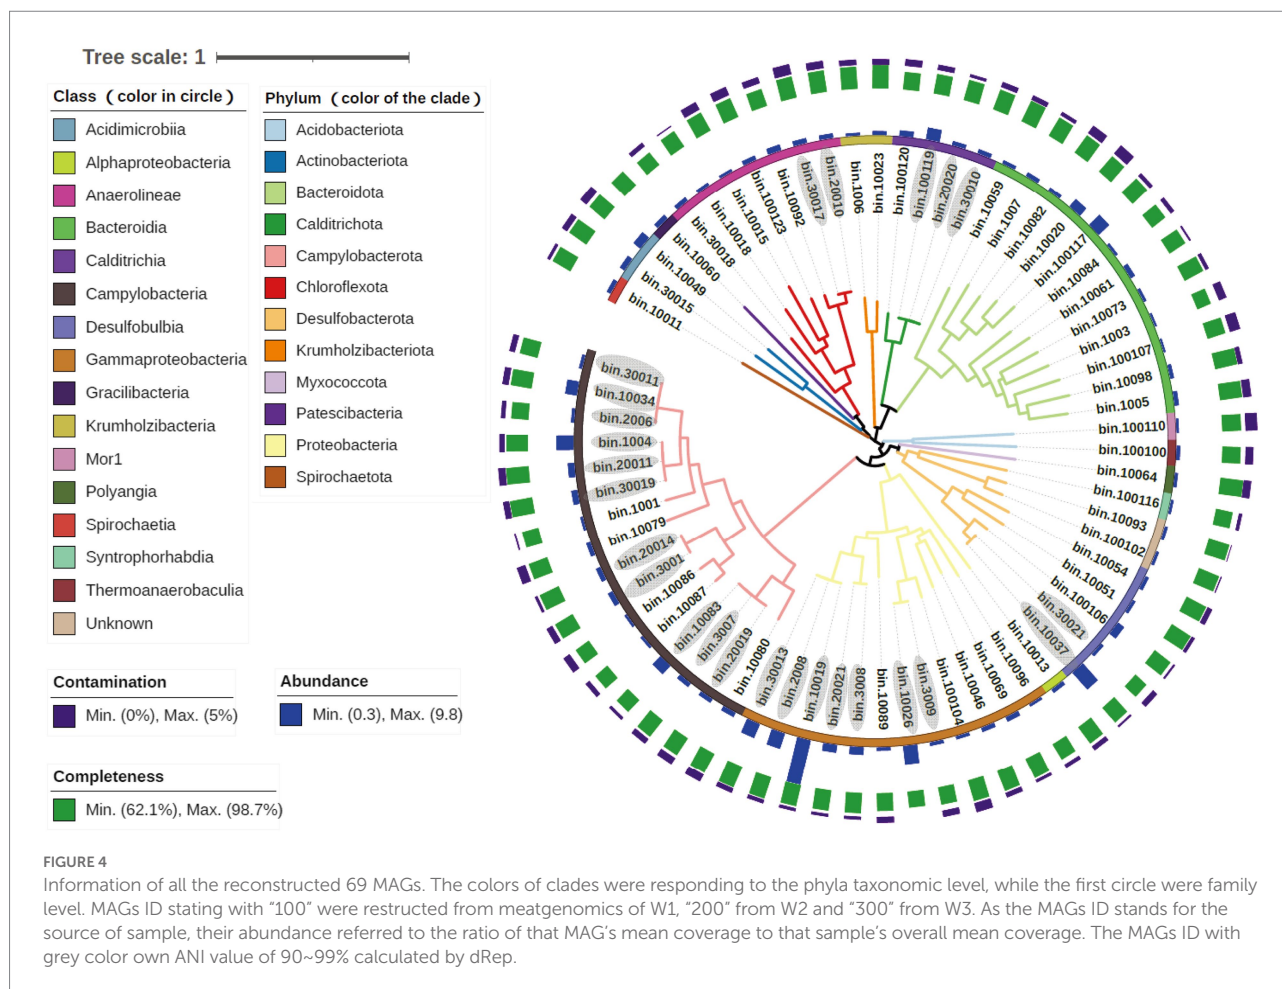 Tree scale: 1
Class ( color in circle )
Acidimicrobiia
Alphaproteobacteria
Anaerolineae
Bacteroidia
Calditrichia
Campylobacteria
Desulfobulbia
Gammaproteobacteria
Gracilibacteria
Krumholzibacteria
Mor1
Polyangia
Spirochaetia
Syntrophorhabdia
Thermoanaerobaculia
Unknown
Phylum ( color of the clade )
Acidobacteriota
Actinobacteriota
Bacteroidota
Calditrichota
Campylobacterota
Chloroflexota
Desulfobacterota
Krumholzibacteriota
Myxococcota
Patescibacteria
Proteobacteria
Spirochaetota
Contamination
Min. (0%), Max. (5%)
Abundance
Min. (0.3), Max. (9.8)
Completeness
Min. (62.1%), Max. (98.7%)
bin.10011
bin.30015
bin.10049
bin.10060
bin.30018
bin.10018
bin.10015
bin.100123
bin.10092
bin.30017
bin.20010
bin.1006
bin.10023
bin.100120
bin.100119
bin.20020
bin.30010
bin.10059
bin.1007
bin.10082
bin.10020
bin.100117
bin.10084
bin.10061
bin.10073
bin.1003
bin.100107
bin.10098
bin.1005
bin.100110
bin.100100
bin.10064
bin.100116
bin.10093
bin.100102
bin.10054
bin.10051
bin.100106
bin.30021
bin.10037
bin.10013
bin.10096
bin.10069
bin.10046
bin.100104
bin.3009
bin.10026
bin.10089
bin.3008
bin.20021
bin.10019
bin.2008
bin.30013
bin.10080
bin.20019
bin.3007
bin.10083
bin.10087
bin.10086
bin.3001
bin.20014
bin.10079
bin.1001
bin.30019
bin.20011
bin.1004
bin.2006
bin.10034
bin.30011
FIGURE 4
Information of all the reconstructed 69 MAGs. The colors of clades were responding to the phyla taxonomic level, while the first circle were family
level. MAGs ID stating with “100” were restructed from meatgenomics of W1, “200” from W2 and “300” from W3. As the MAGs ID stands for the
source of sample, their abundance referred to the ratio of that MAG’s mean coverage to that sample’s overall mean coverage. The MAGs ID with
grey color own ANI value of 90~99% calculated by dRep.